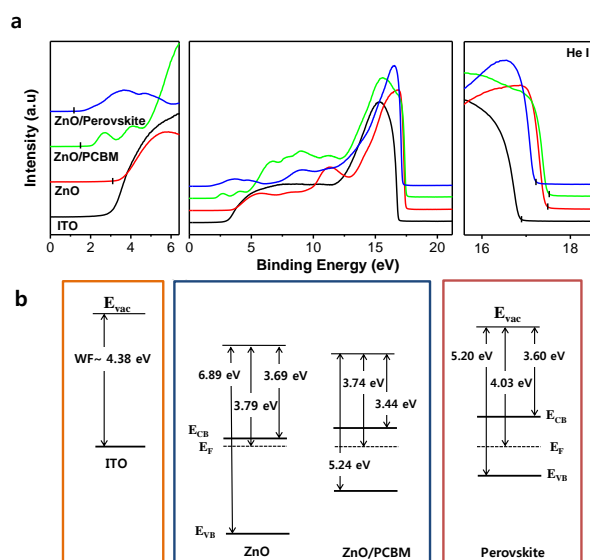 a
Intensity (a.u)
He I
ZnO/Perovskite
ZnO/PCBM
ZnO
ITO
0 2 4 6
0 5 10 15 20
16 18
Binding Energy (eV)
b
Evac
WF~ 4.38 eV
ITO
6.89 eV
3.69 eV
3.79 eV
ECB
EF
EVB
ZnO
3.74 eV
3.44 eV
5.24 eV
ZnO/PCBM
Evac
5.20 eV
3.60 eV
4.03 eV
ECB
EF
EVB
Perovskite